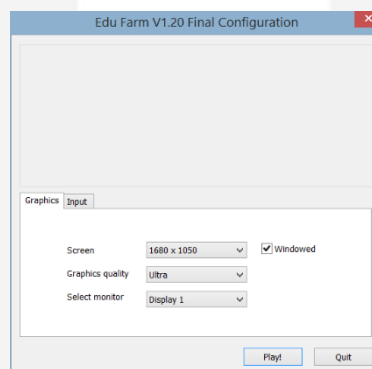 Edu Farm V1.20 Final Configuration
Graphics Input
Screen 1680 x 1050 Windowed
Graphics quality Ultra
Select monitor Display 1
Play! Quit